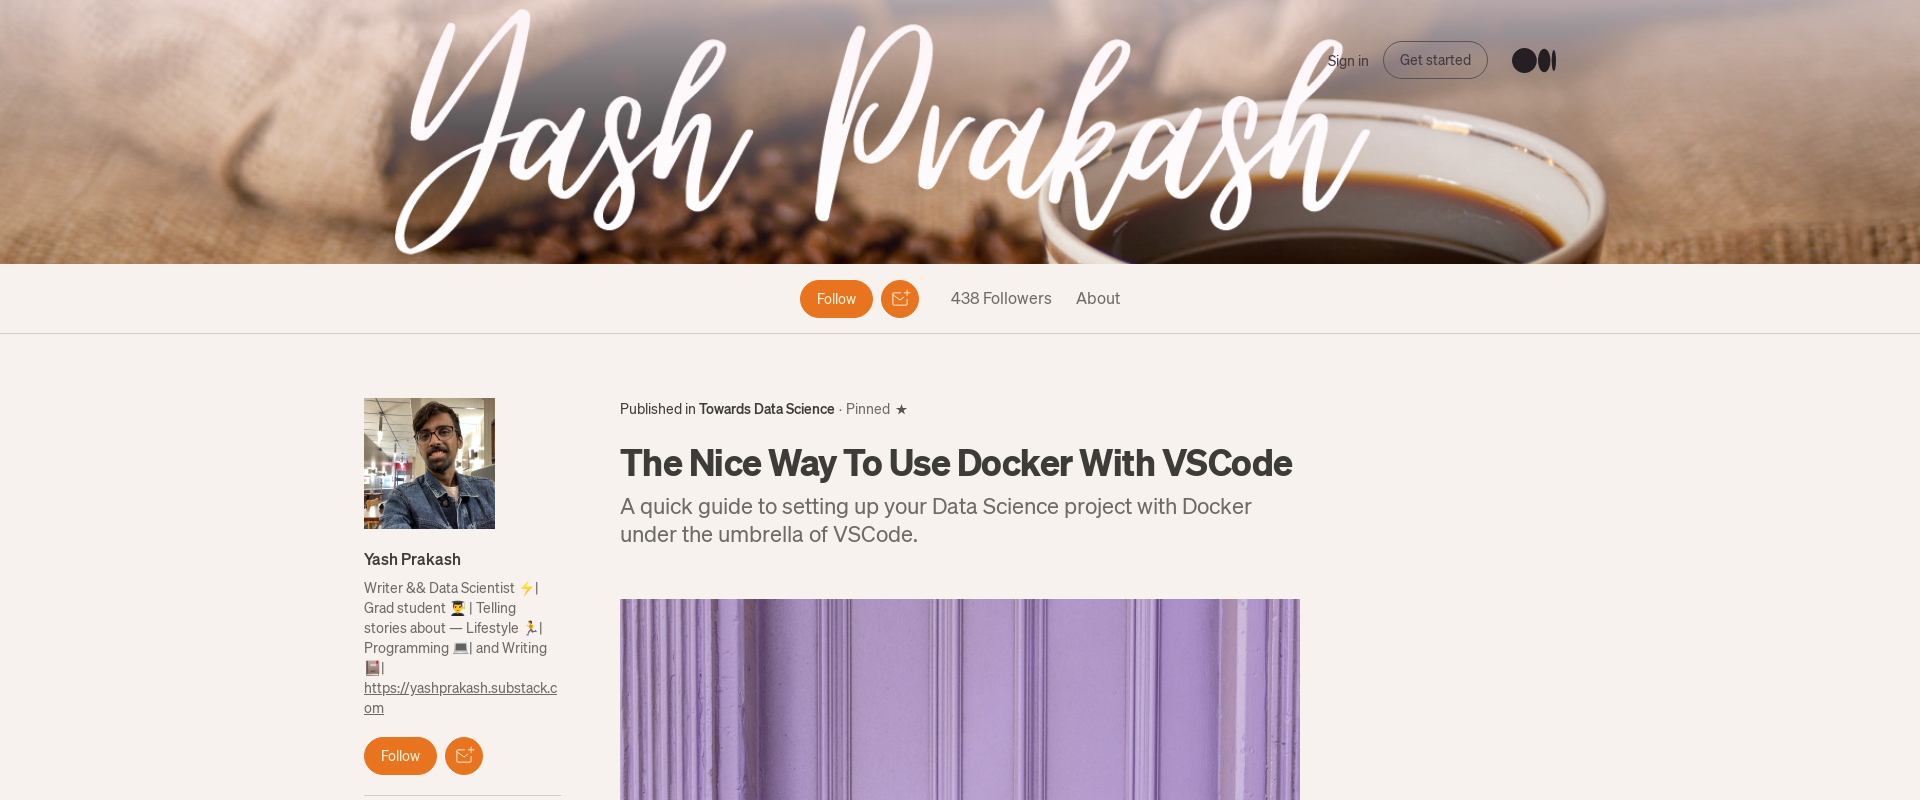 Yash Prakash
Sign in
Get started
Follow
438 Followers
About
Published in Towards Data Science · Pinned ★
The Nice Way To Use Docker With VSCode
A quick guide to setting up your Data Science project with Docker
under the umbrella of VSCode.
Yash Prakash
Writer && Data Scientist ⚡|
Grad student 👨‍🎓 | Telling
stories about — Lifestyle 🏃|
Programming 💻| and Writing
📓|
https://yashprakash.substack.c
om
Follow